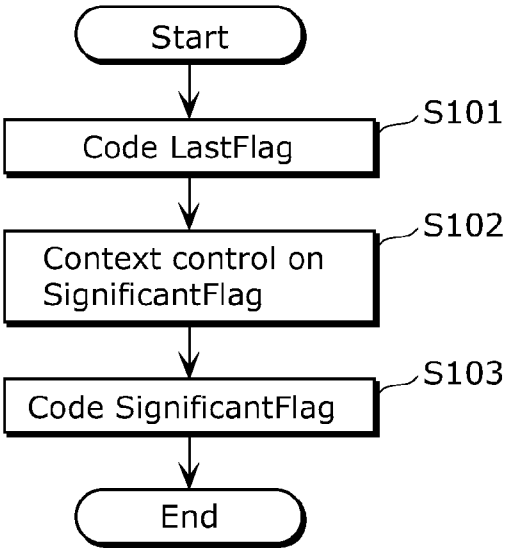 Start
S101
Code LastFlag
S102
Context control on
SignificantFlag
S103
Code SignificantFlag
End